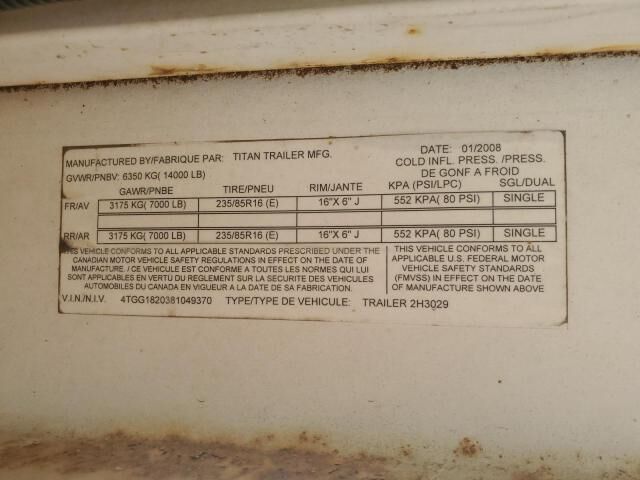 MANUFACTURED BY/FABRIQUE PAR: TITAN TRAILER MFG. DATE: 01/2008
GVWR/PNBV: 6350 KG( 14000 LB) COLD INFL. PRESS. /PRESS.
DE GONF A FROID
GAWR/PNBE TIRE/PNEU RIM/JANTE KPA (PSI/LPC) SGL/DUAL
FR/AV 3175 KG( 7000 LB) 235/85R16 (E) 16"X 6" J 552 KPA( 80 PSI) SINGLE
RR/AR 3175 KG( 7000 LB) 235/85R16 (E) 16"X 6" J 552 KPA( 80 PSI) SINGLE
THIS VEHICLE CONFORMS TO ALL APPLICABLE STANDARDS PRESCRIBED UNDER THE
CANADIAN MOTOR VEHICLE SAFETY REGULATIONS IN EFFECT ON THE DATE OF
MANUFACTURE. / CE VEHICULE EST CONFORME A TOUTES LES NORMES QUI LUI
SONT APPLICABLES EN VERTU DU REGLEMENT SUR LA SECURITE DES VEHICULES
AUTOMOBILES DU CANADA EN VIGUEUR A LA DATE DE SA FABRICATION.
THIS VEHICLE CONFORMS TO ALL
APPLICABLE U.S. FEDERAL MOTOR
VEHICLE SAFETY STANDARDS
(FMVSS) IN EFFECT ON THE DATE
OF MANUFACTURE SHOWN ABOVE
V.I.N./N.I.V. 4TGG1820381049370 TYPE/TYPE DE VEHICULE: TRAILER 2H3029